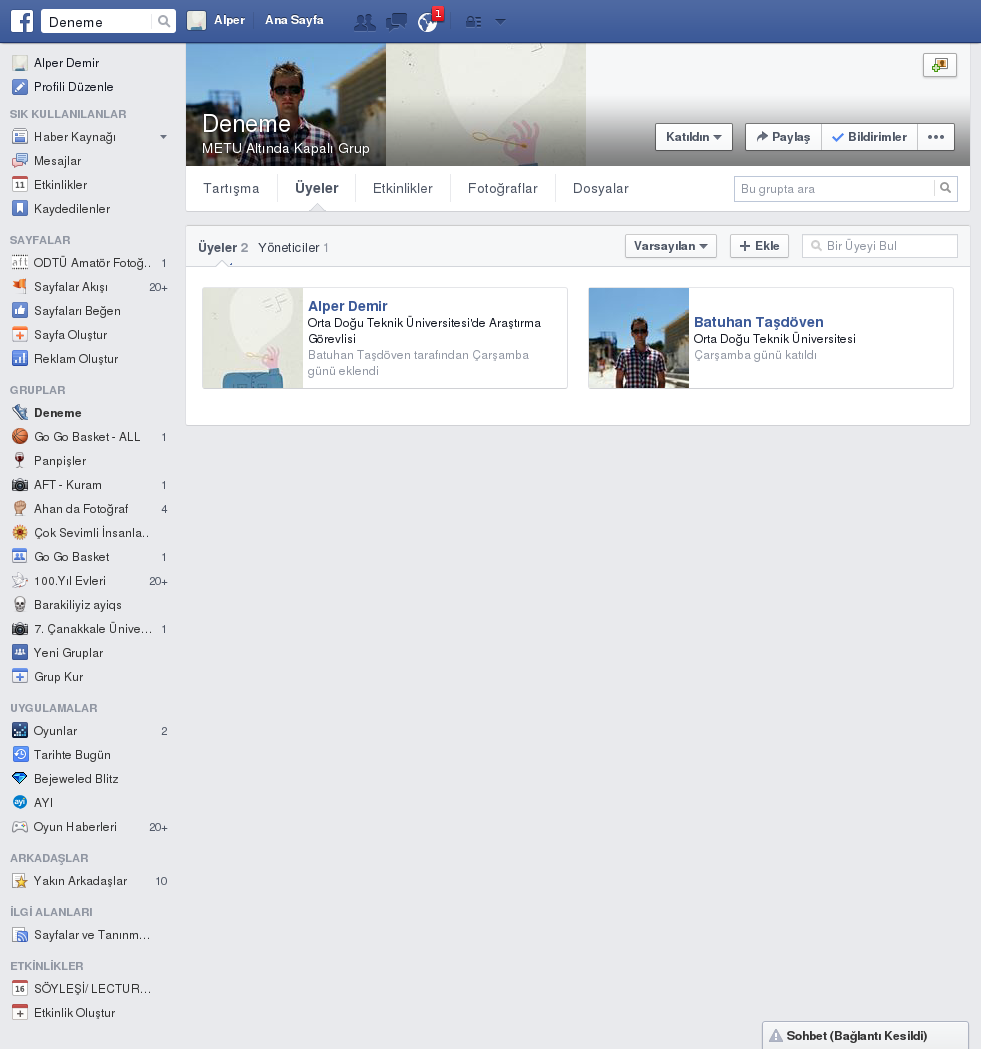 Deneme
Alper
Ana Sayfa
1
Alper Demir
Profili Düzenle
SIK KULLANILANLAR
Haber Kaynağı
Mesajlar
11 Etkinlikler
Kaydedilenler
SAYFALAR
aft ODTÜ Amatör Fotoğ.. 1
Sayfalar Akışı 20+
Sayfaları Beğen
Sayfa Oluştur
Reklam Oluştur
GRUPLAR
Deneme
Go Go Basket - ALL 1
Panpişler
AFT - Kuram 1
Ahan da Fotoğraf 4
Çok Sevimli İnsanla..
Go Go Basket 1
100.Yıl Evleri 20+
Barakiliyiz ayiqs
7. Çanakkale Ünive... 1
Yeni Gruplar
Grup Kur
UYGULAMALAR
Oyunlar 2
Tarihte Bugün
Bejeweled Blitz
ayi AYI
Oyun Haberleri 20+
ARKADAŞLAR
Yakın Arkadaşlar 10
İLGİ ALANLARI
Sayfalar ve Tanınm...
ETKİNLİKLER
16 SÖYLEŞİ/ LECTUR...
Etkinlik Oluştur
Deneme
METU Altında Kapalı Grup
Katıldın
Paylaş
Bildirimler
Tartışma
Üyeler
Etkinlikler
Fotoğraflar
Dosyalar
Bu grupta ara
Üyeler 2
Yöneticiler 1
Varsayılan
+ Ekle
Bir Üyeyi Bul
Alper Demir
Orta Doğu Teknik Üniversitesi'de Araştırma
Görevlisi
Batuhan Taşdöven tarafından Çarşamba
günü eklendi
Batuhan Taşdöven
Orta Doğu Teknik Üniversitesi
Çarşamba günü katıldı
Sohbet (Bağlantı Kesildi)